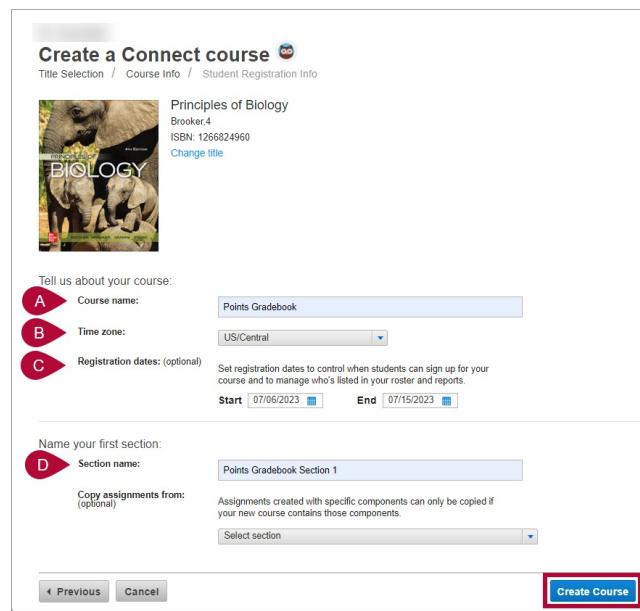 Create a Connect course
Title Selection / Course Info / Student Registration Info
PRINCIPLES OF
BIOLOGY
Principles of Biology
Brooker,4
ISBN: 1266824960
Change title
Tell us about your course:
A Course name: Points Gradebook
B Time zone: US/Central
C Registration dates: (optional)
Set registration dates to control when students can sign up for your
course and to manage who's listed in your roster and reports.
Start 07/06/2023 End 07/15/2023
Name your first section:
D Section name: Points Gradebook Section 1
Copy assignments from:
(optional)
Assignments created with specific components can only be copied if
your new course contains those components.
Select section
Previous Cancel Create Course